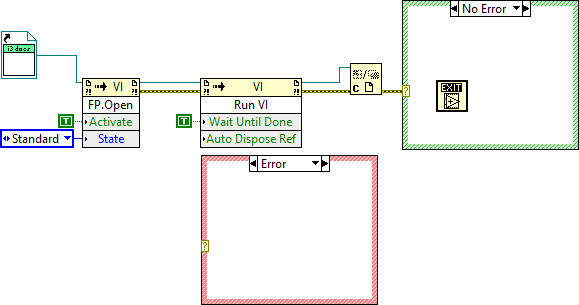 No Error
i3 docs
VI
VI
C
FP.Open
Run VI
EXIT
?
T
Activate
T
Wait Until Done
Standard
State
Auto Dispose Ref
Error
?